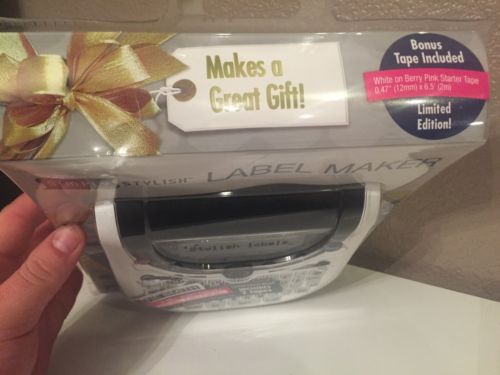 Makes a
Great Gift!
Bonus
Tape Included
White on Berry Pink Starter Tape
0.47" (12mm) x 6.5' (2m)
Limited
Edition!
STYLISH™ LABEL MAKER
*Stylish labels